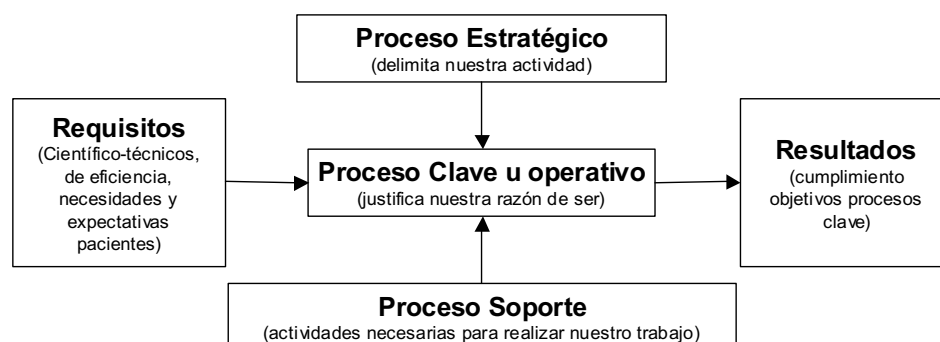 Proceso Estratégico
(delimita nuestra actividad)
Requisitos
(Científico-técnicos,
de eficiencia,
necesidades y
expectativas
pacientes)
Proceso Clave u operativo
(justifica nuestra razón de ser)
Resultados
(cumplimiento
objetivos procesos
clave)
Proceso Soporte
(actividades necesarias para realizar nuestro trabajo)